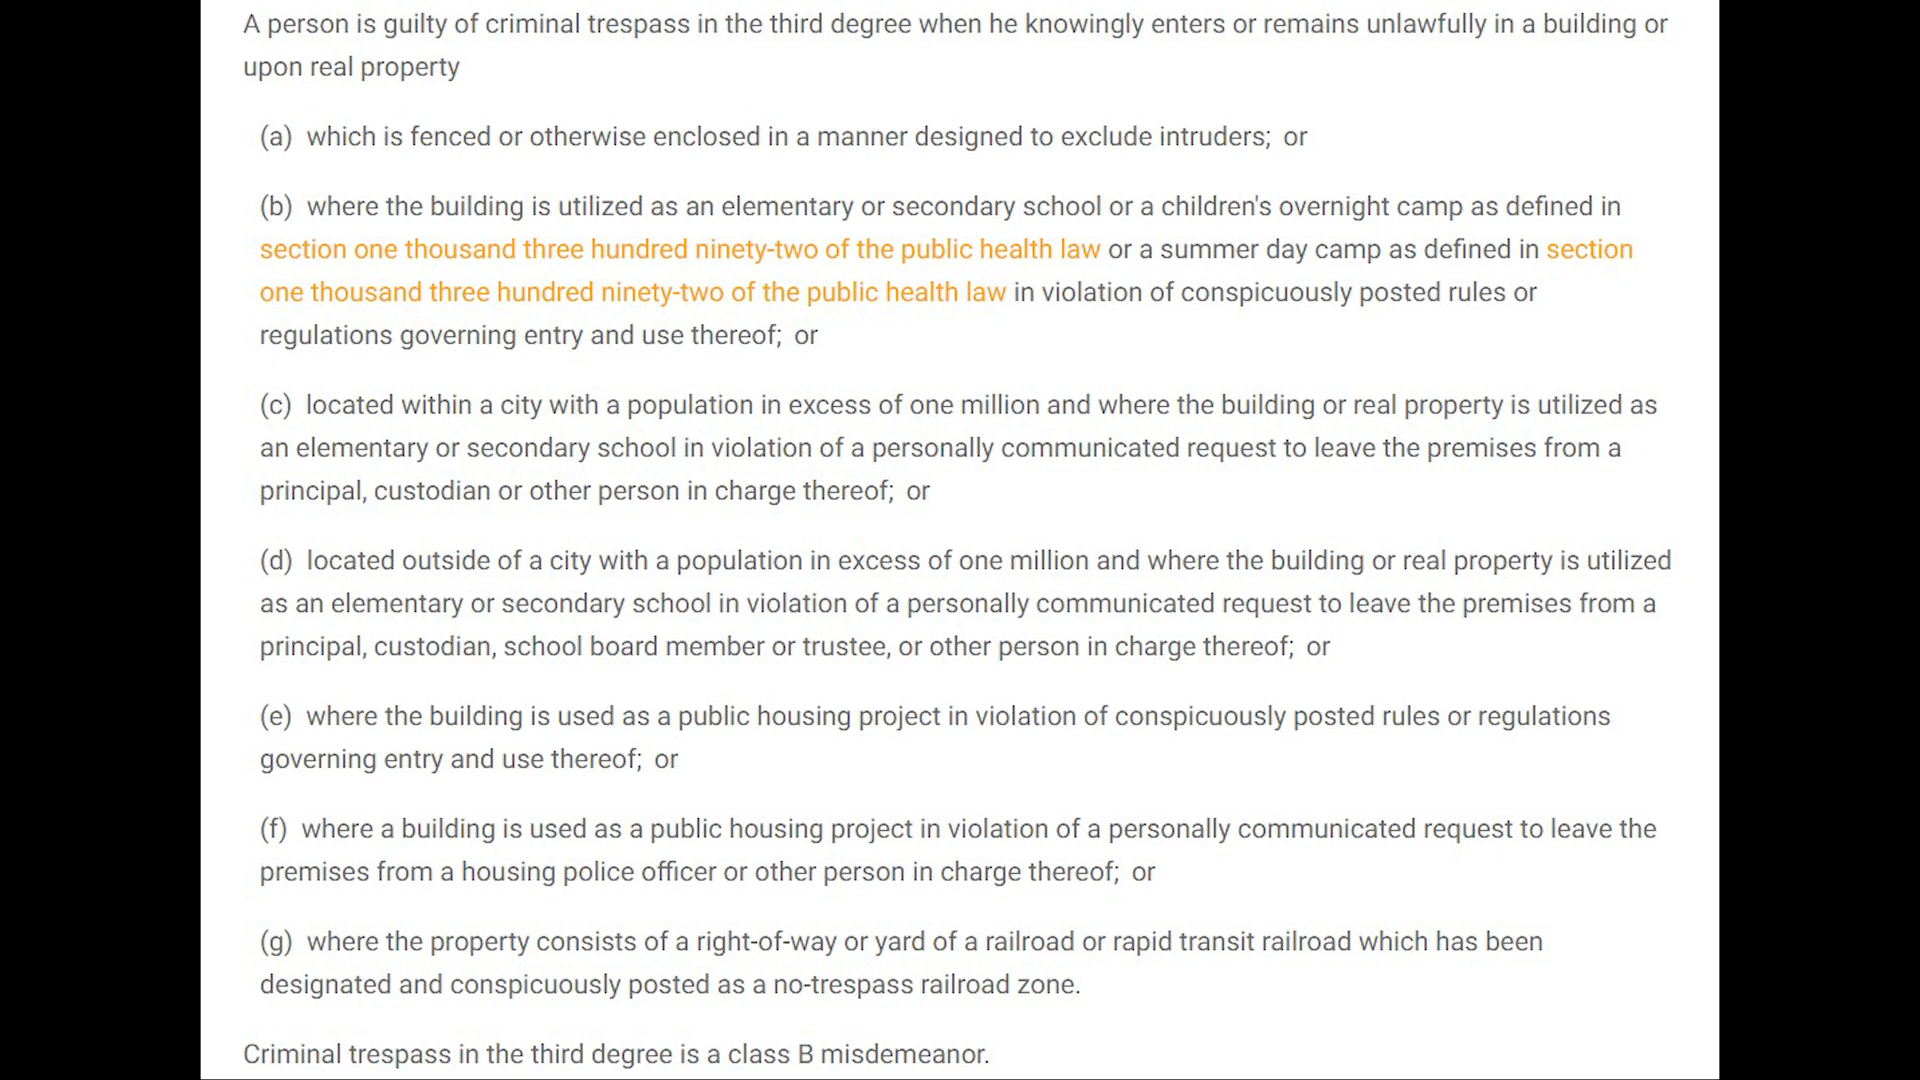 A person is guilty of criminal trespass in the third degree when he knowingly enters or remains unlawfully in a building or
upon real property
(a) which is fenced or otherwise enclosed in a manner designed to exclude intruders; or
(b) where the building is utilized as an elementary or secondary school or a children's overnight camp as defined in
section one thousand three hundred ninety-two of the public health law or a summer day camp as defined in section
one thousand three hundred ninety-two of the public health law in violation of conspicuously posted rules or
regulations governing entry and use thereof; or
(c) located within a city with a population in excess of one million and where the building or real property is utilized as
an elementary or secondary school in violation of a personally communicated request to leave the premises from a
principal, custodian or other person in charge thereof; or
(d) located outside of a city with a population in excess of one million and where the building or real property is utilized
as an elementary or secondary school in violation of a personally communicated request to leave the premises from a
principal, custodian, school board member or trustee, or other person in charge thereof; or
(e) where the building is used as a public housing project in violation of conspicuously posted rules or regulations
governing entry and use thereof; or
(f) where a building is used as a public housing project in violation of a personally communicated request to leave the
premises from a housing police officer or other person in charge thereof; or
(g) where the property consists of a right-of-way or yard of a railroad or rapid transit railroad which has been
designated and conspicuously posted as a no-trespass railroad zone.
Criminal trespass in the third degree is a class B misdemeanor.